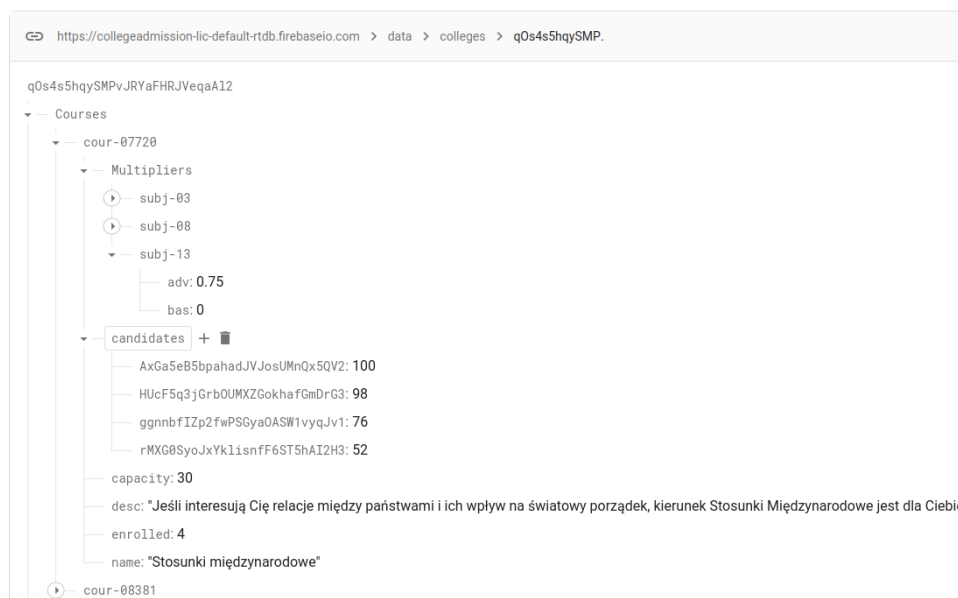 https://collegeadmission-lic-default-rtdb.firebaseio.com > data > colleges > qOs4s5hqySMP.
qOs4s5hqySMPvJRYaFHRJVeqaAl2
Courses
cour-07720
Multipliers
subj-03
subj-08
subj-13
adv: 0.75
bas: 0
candidates +
AxGa5eB5bpahadJVJosUMnQx5QV2: 100
HUcF5q3jGrbOUMXZGokhafGmDrG3: 98
ggnnbfIZp2fwPSGyaOASW1vyqJv1: 76
rMXG0SyoJxYklisnfF6ST5hAI2H3: 52
capacity: 30
desc: "Jeśli interesują Cię relacje między państwami i ich wpływ na światowy porządek, kierunek Stosunki Międzynarodowe jest dla Ciebie
enrolled: 4
name: "Stosunki międzynarodowe"
cour-08381